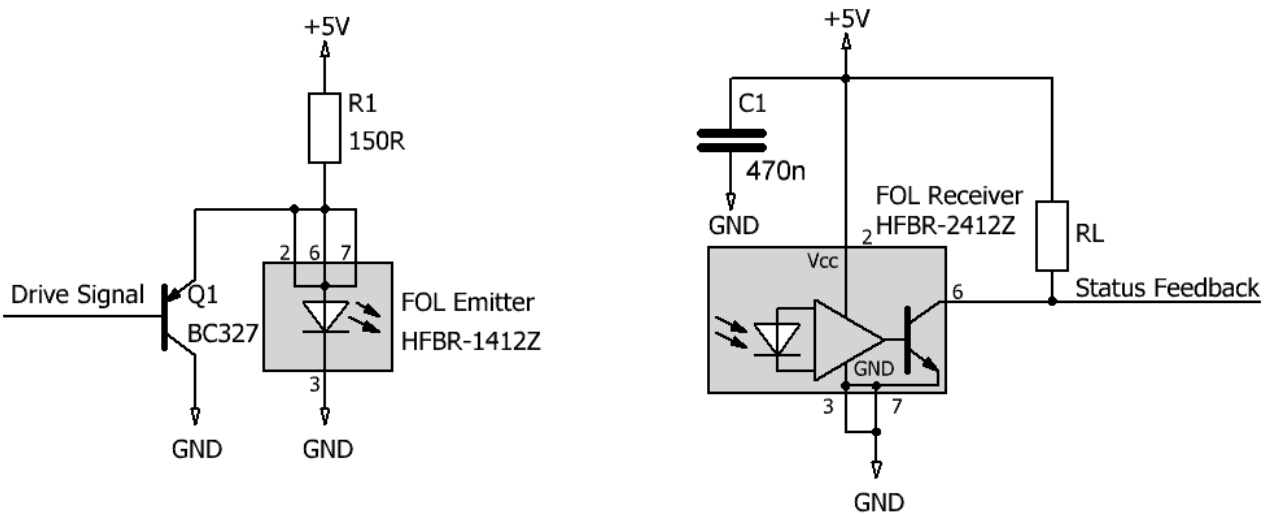 +5V
R1
150R
2 6 7
Drive Signal
Q1
BC327
FOL Emitter
HFBR-1412Z
3
GND
GND
+5V
C1
470n
GND
FOL Receiver
HFBR-2412Z
2
Vcc
RL
6
Status Feedback
GND
3
7
GND